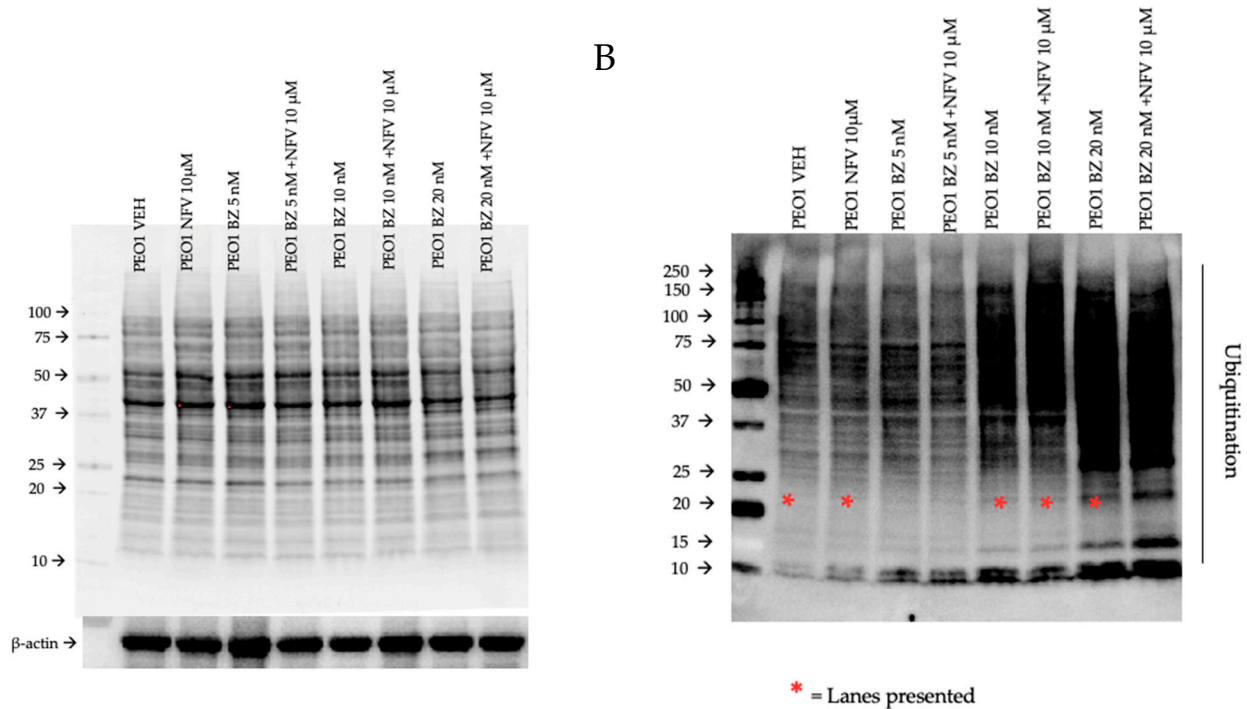 B
PEO1 VEH
PEO1 NFV 10μM
PEO1 BZ 5 nM
PEO1 BZ 5 nM +NFV 10 μM
PEO1 BZ 10 nM
PEO1 BZ 10 nM +NFV 10 μM
PEO1 BZ 20 nM
PEO1 BZ 20 nM +NFV 10 μM
100 →
75 →
50 →
37 →
25 →
20 →
10 →
β-actin →
PEO1 VEH
PEO1 NFV 10μM
PEO1 BZ 5 nM
PEO1 BZ 5 nM +NFV 10 μM
PEO1 BZ 10 nM
PEO1 BZ 10 nM +NFV 10 μM
PEO1 BZ 20 nM
PEO1 BZ 20 nM +NFV 10 μM
250 →
150 →
100 →
75 →
50 →
37 →
25 →
20 →
15 →
10 →
* * * * *
Ubiquitination
* = Lanes presented